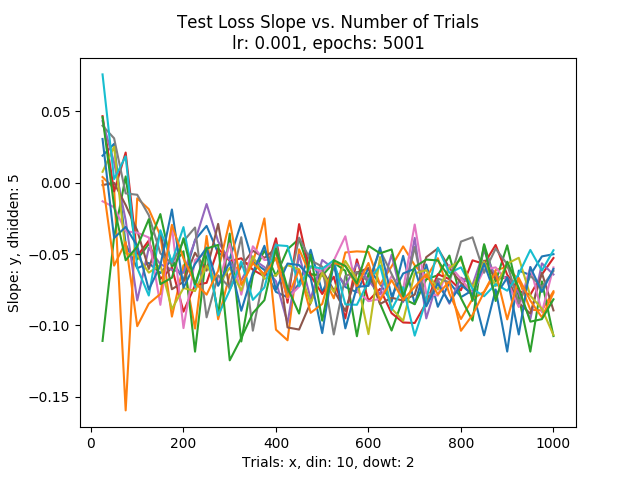 Test Loss Slope vs. Number of Trials
lr: 0.001, epochs: 5001
0.05
0.00
−0.05
−0.10
−0.15
Slope: y, dhidden: 5
0
200
400
600
800
1000
Trials: x, din: 10, dowt: 2